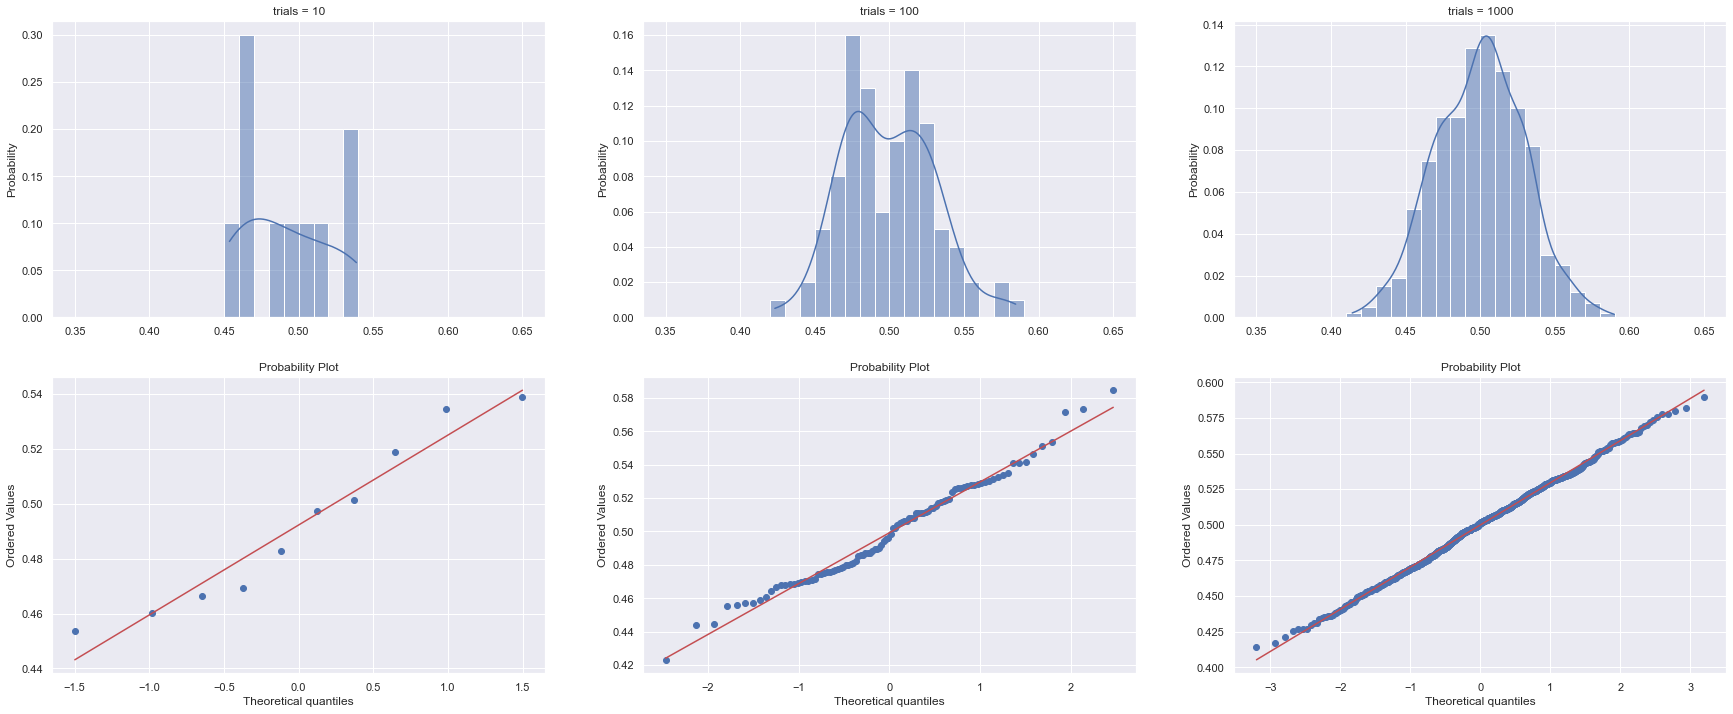 trials = 10
0.30
0.25
0.20
0.15
0.10
0.05
0.00
Probability
0.35 0.40 0.45 0.50 0.55 0.60 0.65
trials = 100
0.16
0.14
0.12
0.10
0.08
0.06
0.04
0.02
0.00
Probability
0.35 0.40 0.45 0.50 0.55 0.60 0.65
trials = 1000
0.14
0.12
0.10
0.08
0.06
0.04
0.02
0.00
Probability
0.35 0.40 0.45 0.50 0.55 0.60 0.65
Probability Plot
0.54
0.52
0.50
0.48
0.46
0.44
Ordered Values
−1.5 −1.0 −0.5 0.0 0.5 1.0 1.5
Theoretical quantiles
Probability Plot
0.58
0.56
0.54
0.52
0.50
0.48
0.46
0.44
0.42
Ordered Values
−2 −1 0 1 2
Theoretical quantiles
Probability Plot
0.600
0.575
0.550
0.525
0.500
0.475
0.450
0.425
0.400
Ordered Values
−3 −2 −1 0 1 2 3
Theoretical quantiles